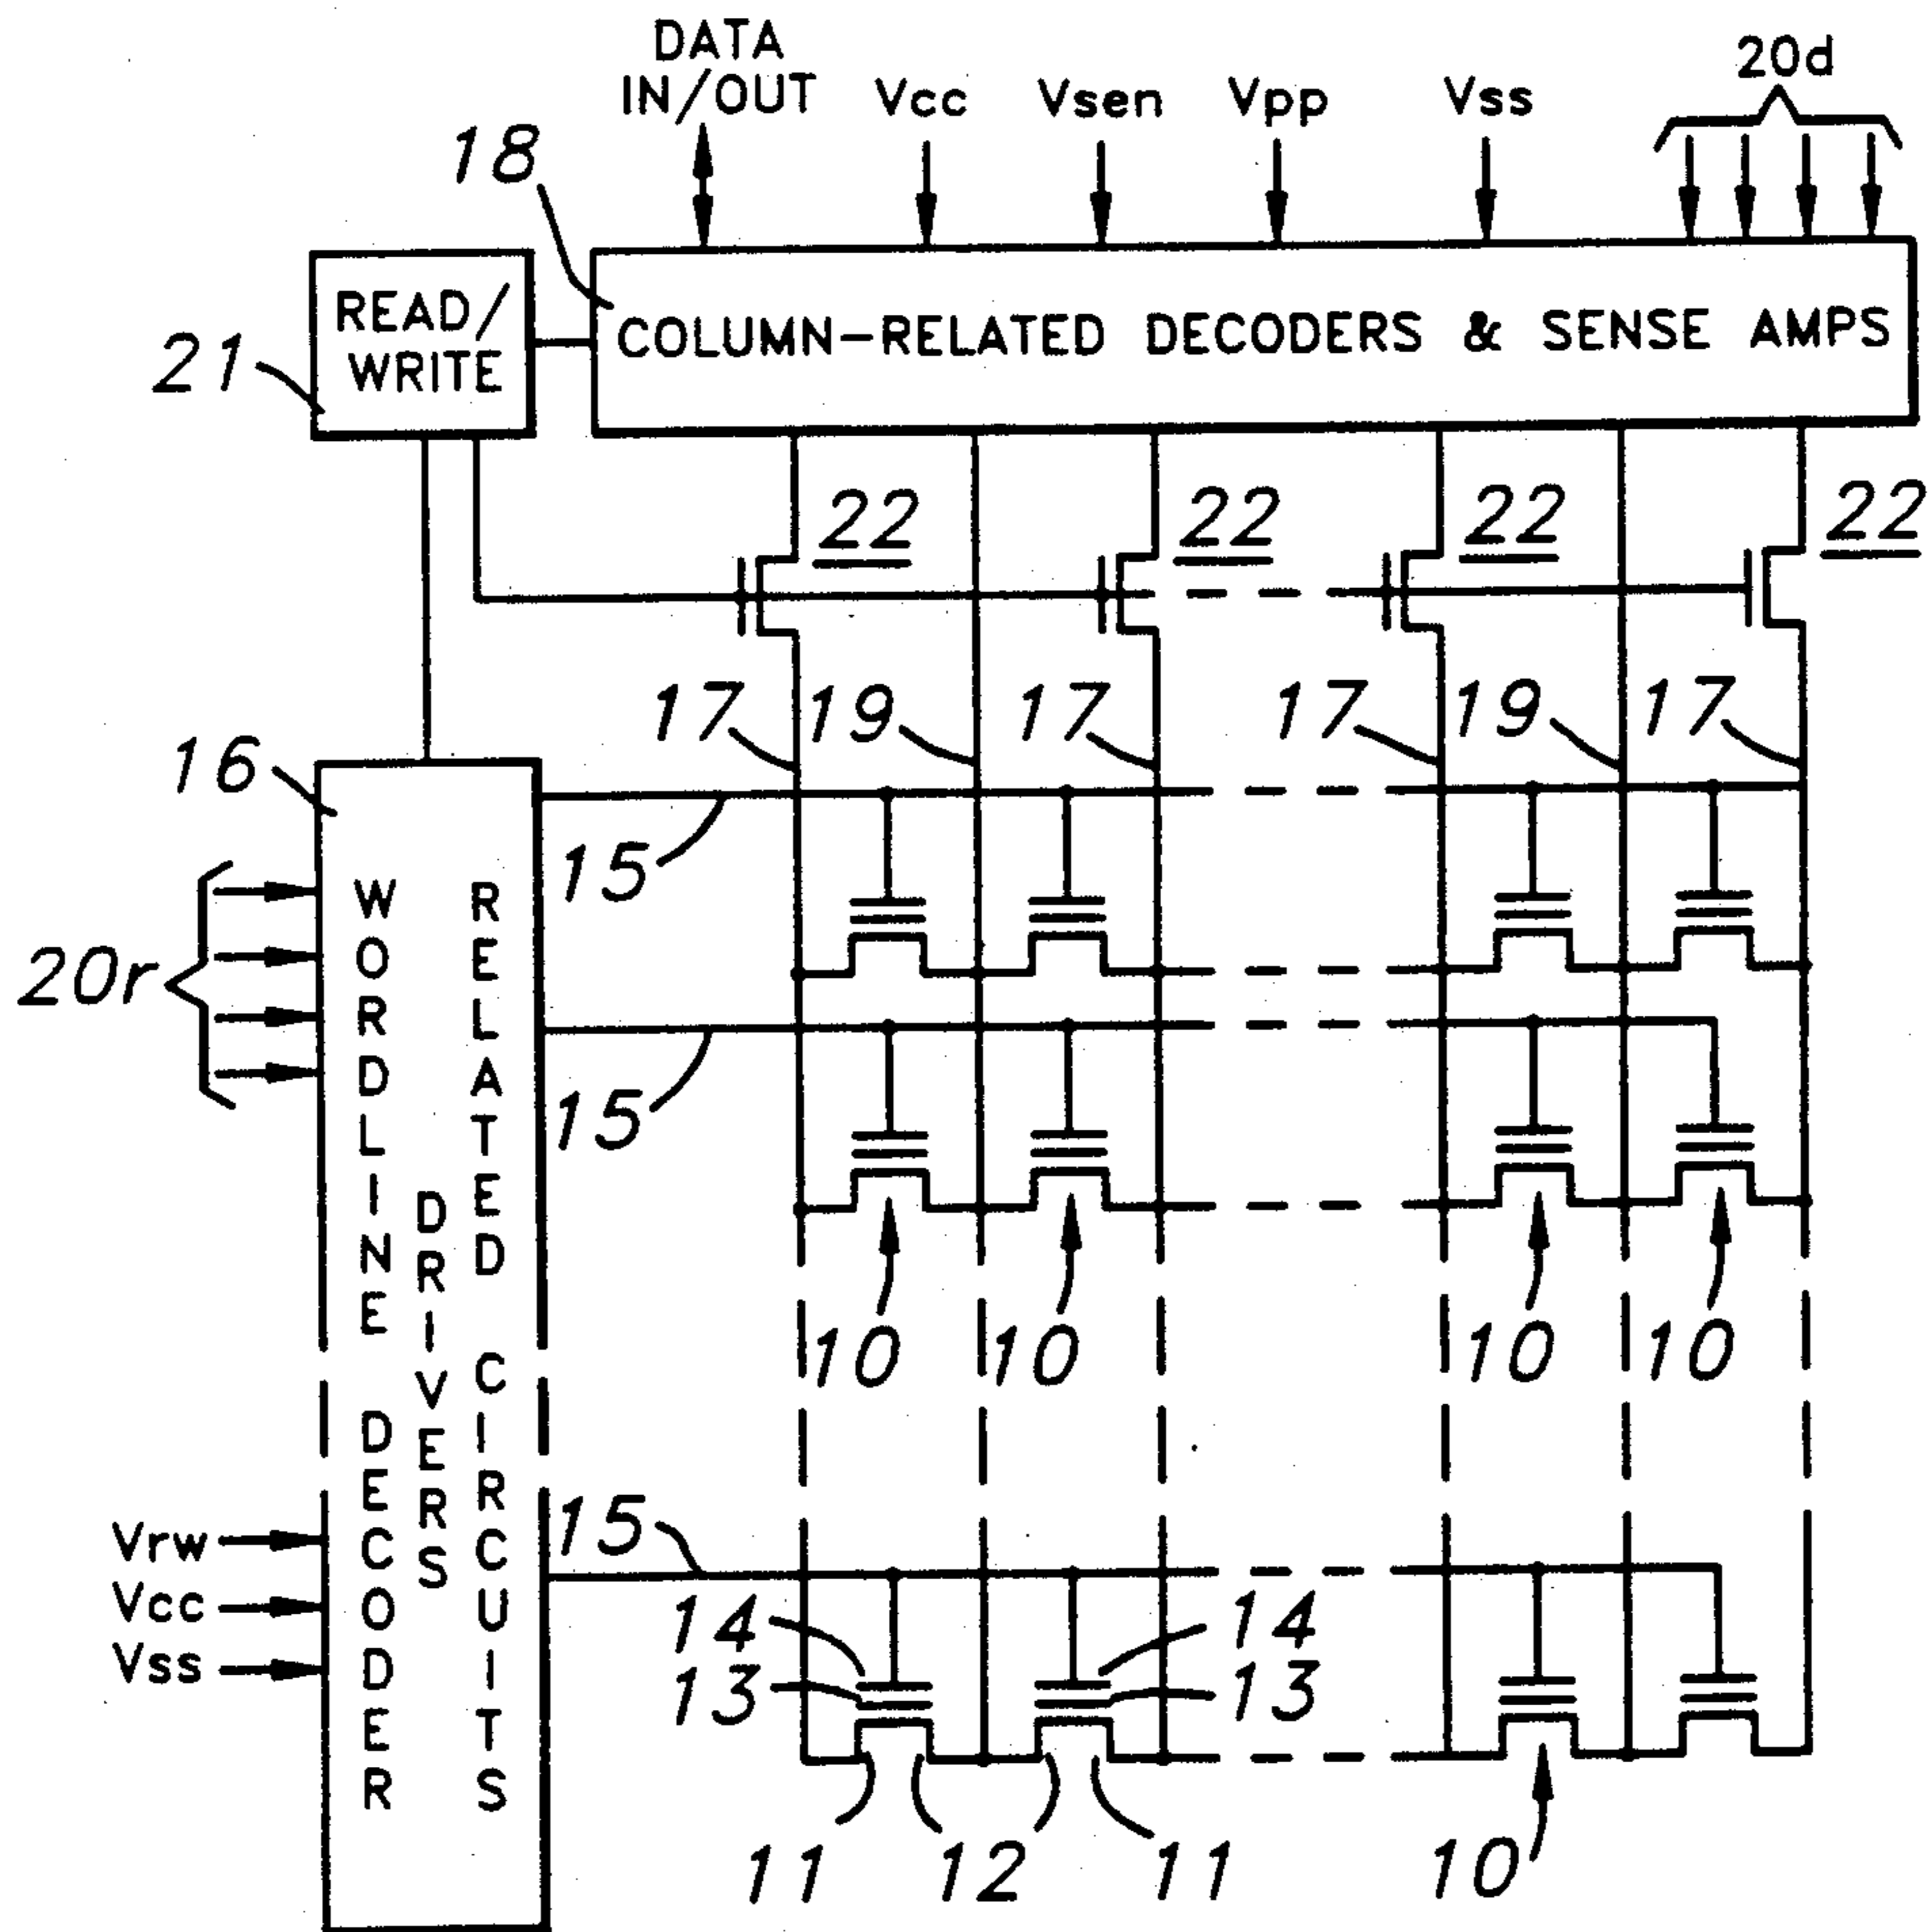 DATA
IN/OUT Vcc Vsen Vpp Vss 20d
18
READ/
WRITE
21
COLUMN-RELATED DECODERS & SENSE AMPS
22 22 22 22
17 19 17 17 19 17
16
15
20r
WORDLINE DECODER
DRIVERS
RELATED CIRCUITS
15
10 10 10 10
15
Vrw
Vcc
Vss
14 14
13 13
11 12 11 10